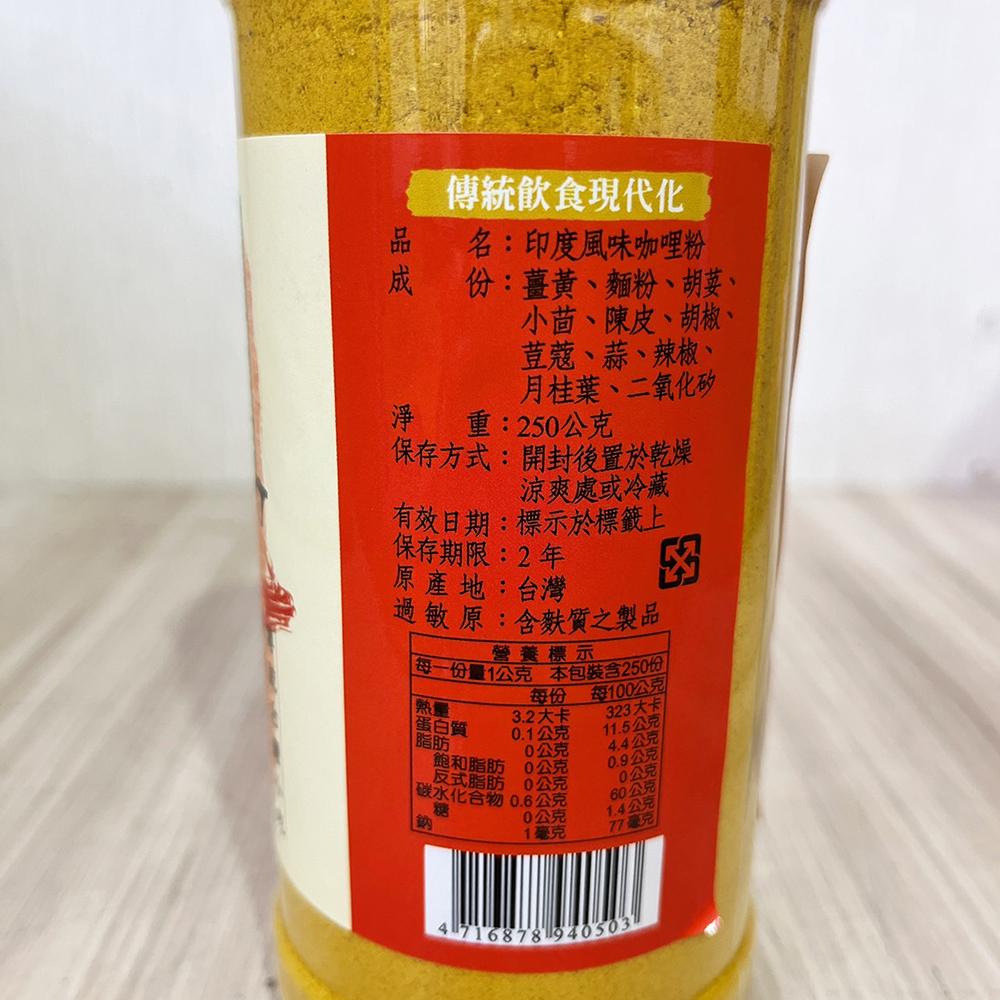 傳統飲食現代化
品名：印度風味咖哩粉
成份：薑黃、麵粉、胡荽、
小茴、陳皮、胡椒、
荳蔻、蒜、辣椒、
月桂葉、二氧化矽
淨重：250公克
保存方式：開封後置於乾燥
涼爽處或冷藏
有效日期：標示於標籤上
保存期限：2年
原產地：台灣
過敏原：含麩質之製品
營養標示
每一份量1公克 本包裝含250份
每份 每100公克
熱量 3.2大卡 323大卡
蛋白質 0.1公克 11.5公克
脂肪 0公克 4.4公克
飽和脂肪 0公克 0.9公克
反式脂肪 0公克 0公克
碳水化合物 0.6公克 60公克
糖 0公克 1.4公克
鈉 1毫克 77毫克
4 716878 940503